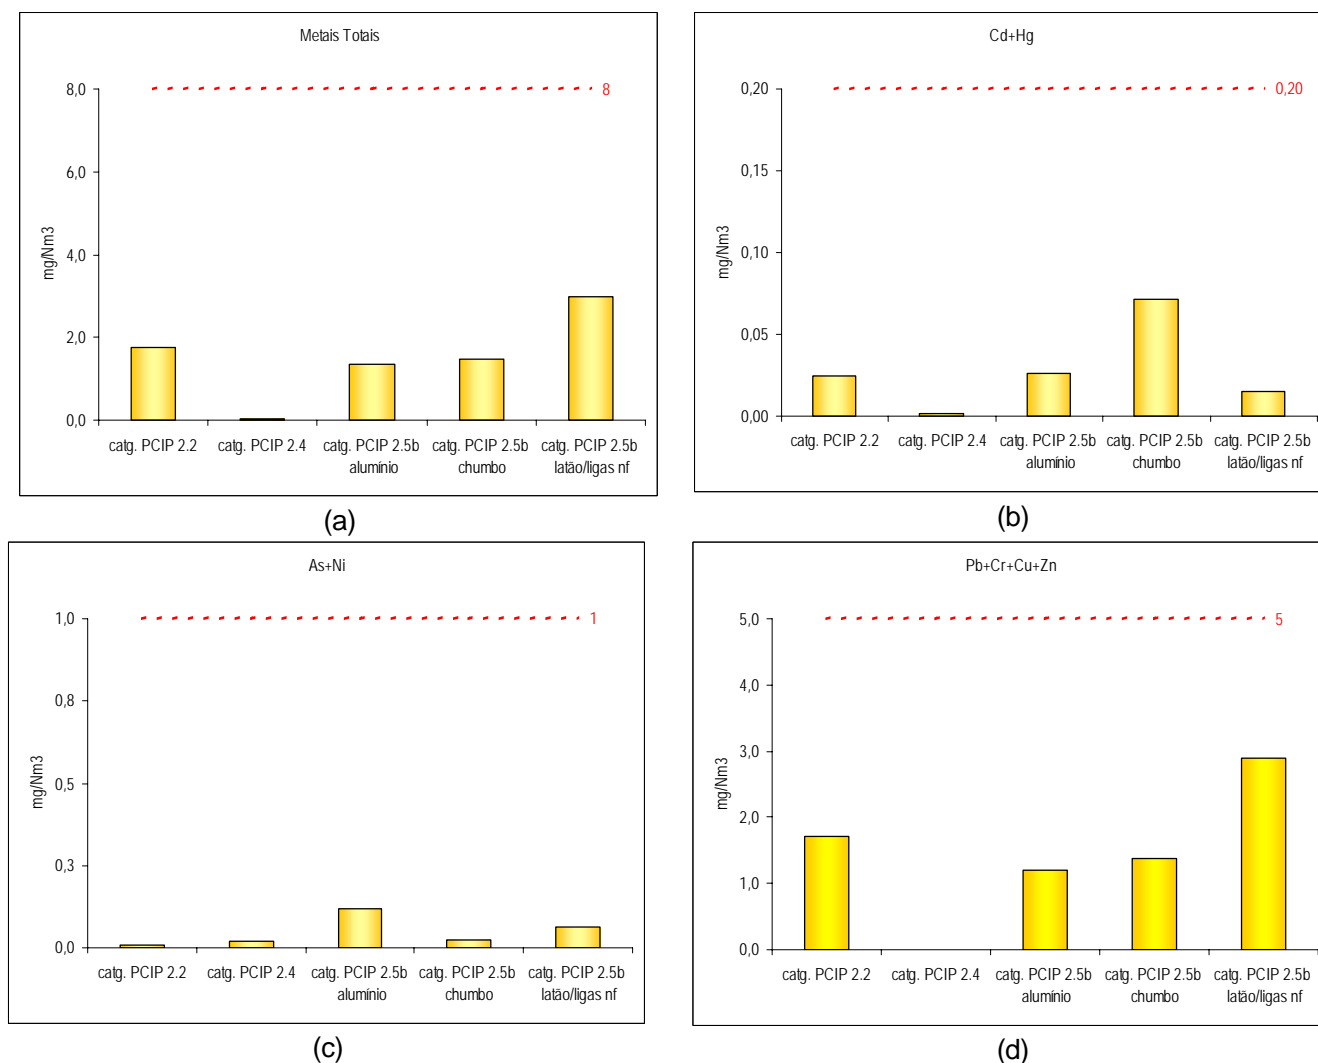 Metais Totais
8,0
8
6,0
4,0
2,0
0,0
mg/Nm3
catg. PCIP 2.2
catg. PCIP 2.4
catg. PCIP 2.5b
alumínio
catg. PCIP 2.5b
chumbo
catg. PCIP 2.5b
latão/ligas nf
(a)
Cd+Hg
0,20
0,20
0,15
0,10
0,05
0,00
mg/Nm3
catg. PCIP 2.2
catg. PCIP 2.4
catg. PCIP 2.5b
alumínio
catg. PCIP 2.5b
chumbo
catg. PCIP 2.5b
latão/ligas nf
(b)
As+Ni
1,0
1
0,8
0,5
0,3
0,0
mg/Nm3
catg. PCIP 2.2
catg. PCIP 2.4
catg. PCIP 2.5b
alumínio
catg. PCIP 2.5b
chumbo
catg. PCIP 2.5b
latão/ligas nf
(c)
Pb+Cr+Cu+Zn
5,0
5
4,0
3,0
2,0
1,0
0,0
mg/Nm3
catg. PCIP 2.2
catg. PCIP 2.4
catg. PCIP 2.5b
alumínio
catg. PCIP 2.5b
chumbo
catg. PCIP 2.5b
latão/ligas nf
(d)